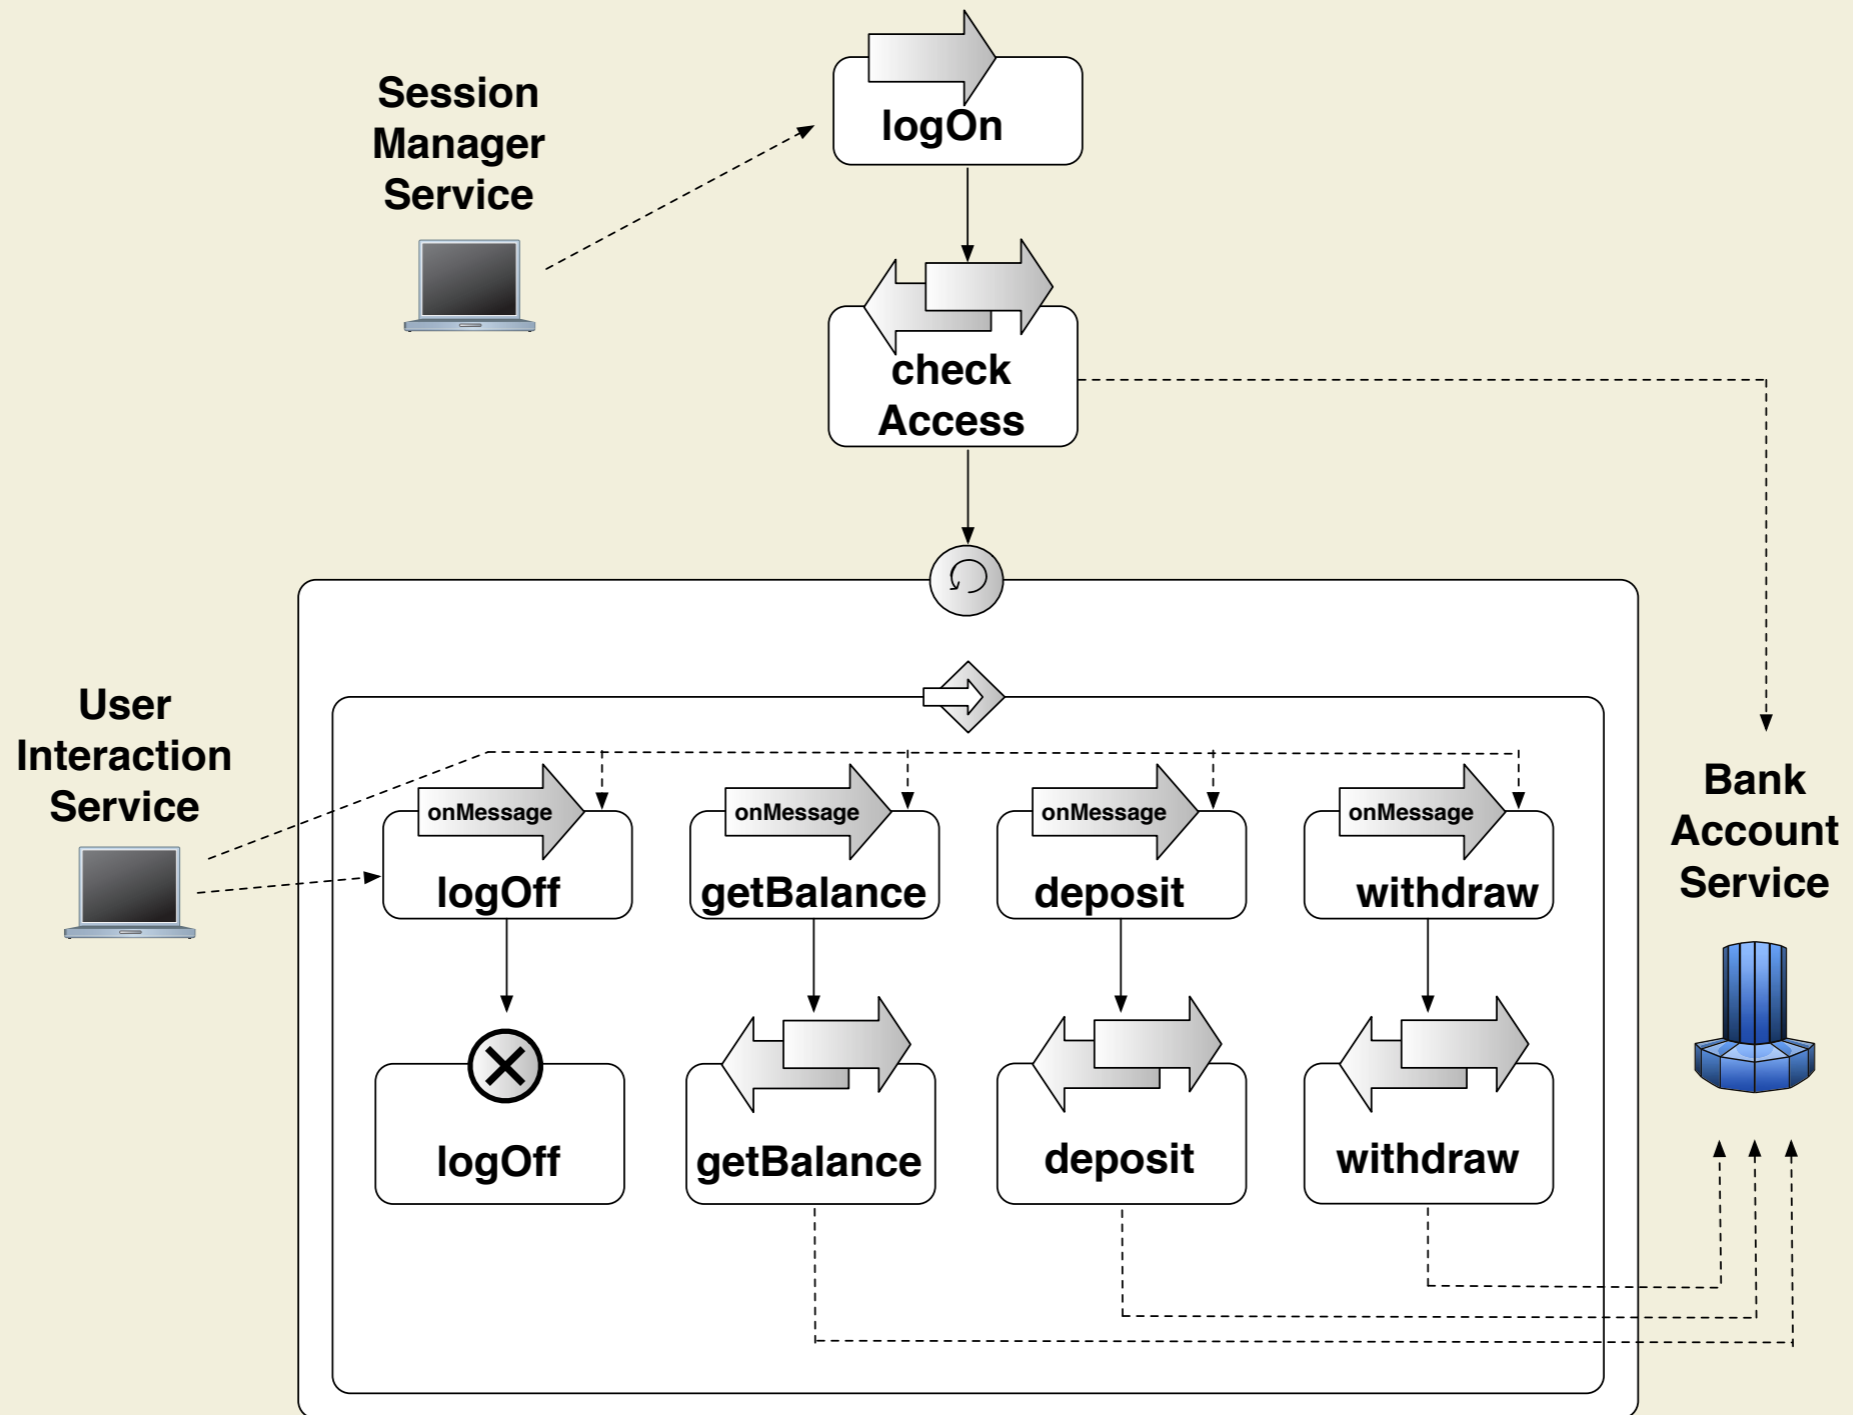 Session
Manager
Service
logOn
check
Access
User
Interaction
Service
onMessage
logOff
onMessage
getBalance
onMessage
deposit
onMessage
withdraw
Bank
Account
Service
logOff
getBalance
deposit
withdraw